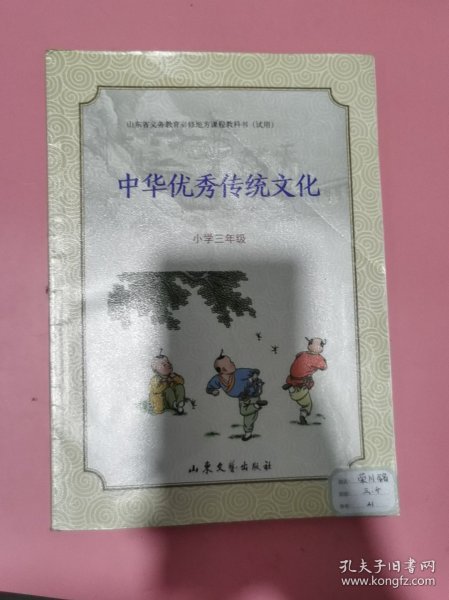 山东省义务教育必修地方课程教科书（试用）
中华优秀传统文化
小学三年级
山东文艺出版社
41
孔夫子旧书网
www.kongfz.com